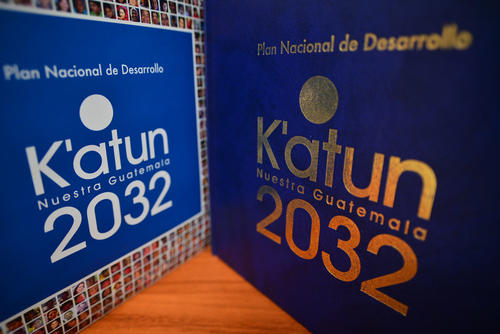 Plan Nacional de Desarrollo
K'atun
Nuestra Guatemala
2032
Plan Nacional de Desarrollo
K'atun
Nuestra Guatemala
2032